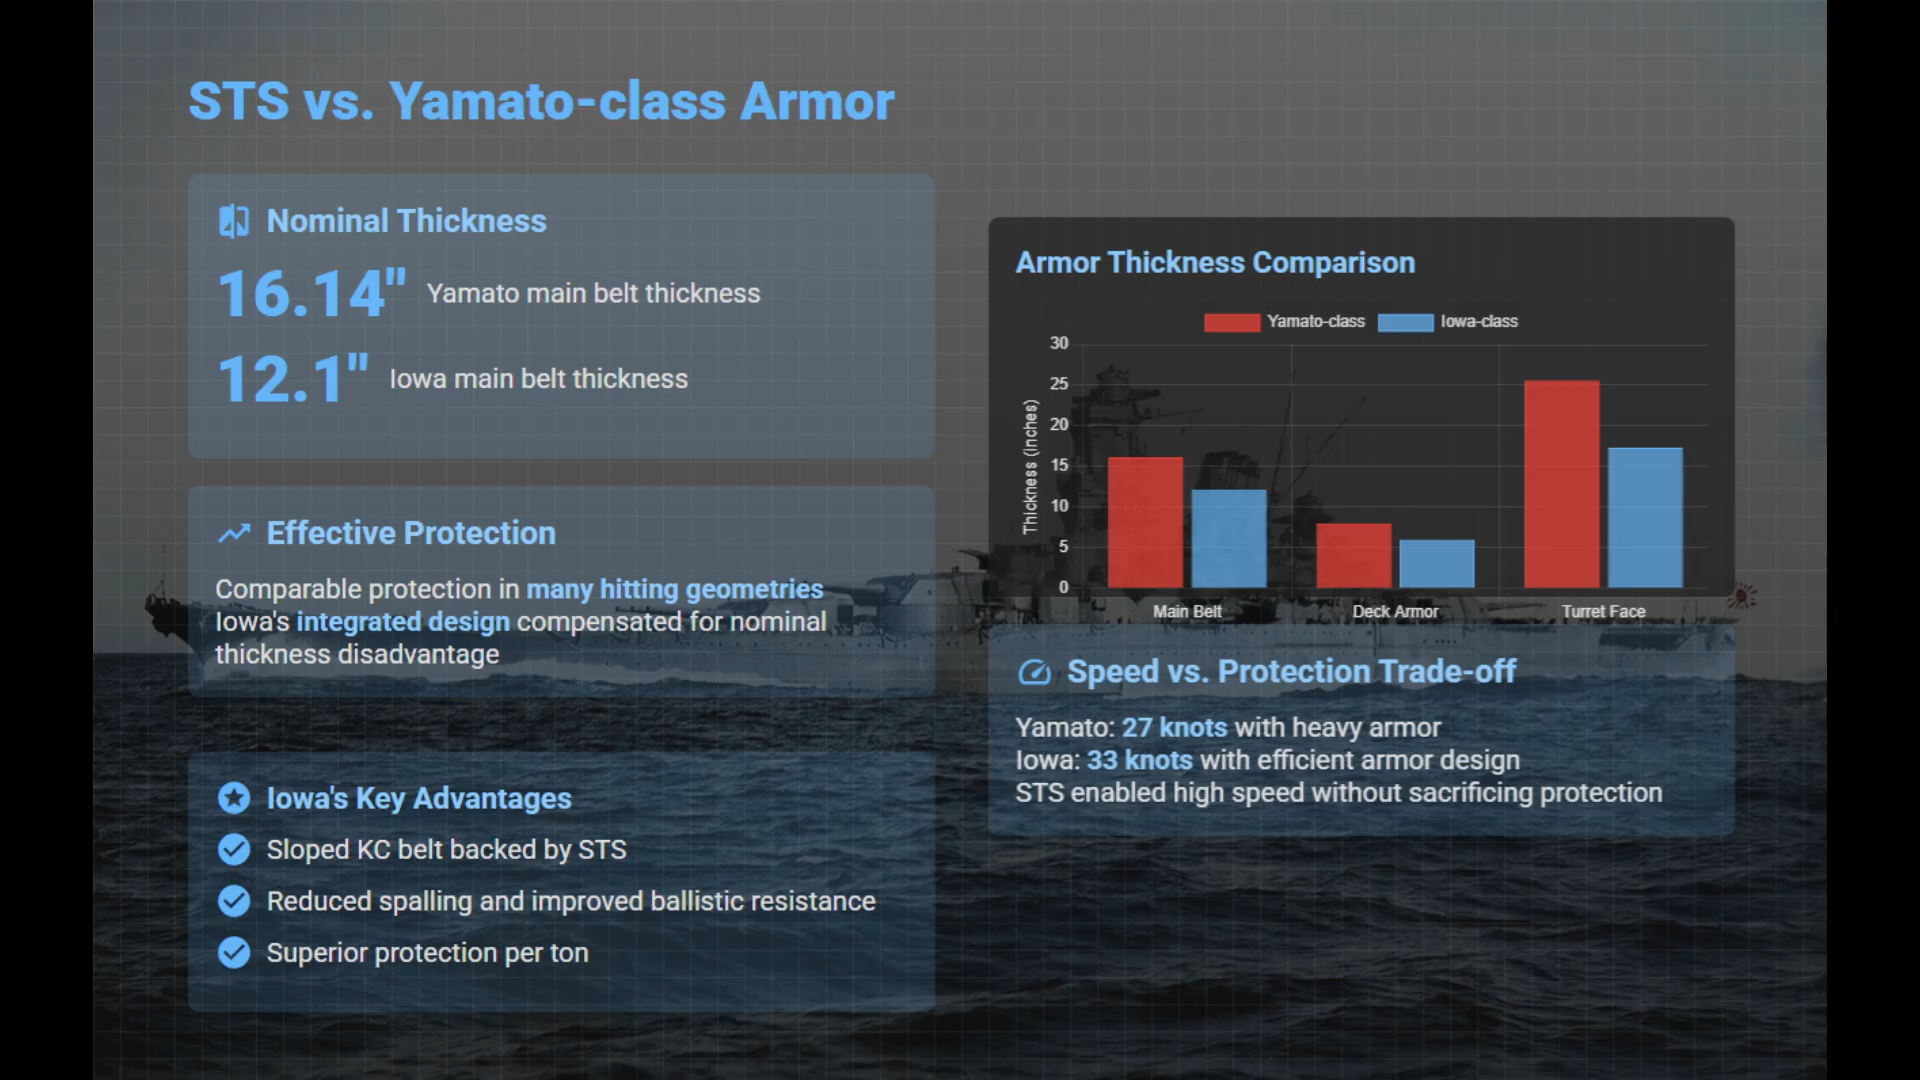 STS vs. Yamato-class Armor
Nominal Thickness
16.14" Yamato main belt thickness
12.1" Iowa main belt thickness
Effective Protection
Comparable protection in many hitting geometries
Iowa's integrated design compensated for nominal
thickness disadvantage
Iowa's Key Advantages
Sloped KC belt backed by STS
Reduced spalling and improved ballistic resistance
Superior protection per ton
Armor Thickness Comparison
Yamato-class Iowa-class
Thickness (inches)
30
25
20
15
10
5
0
Main Belt Deck Armor Turret Face
Speed vs. Protection Trade-off
Yamato: 27 knots with heavy armor
Iowa: 33 knots with efficient armor design
STS enabled high speed without sacrificing protection